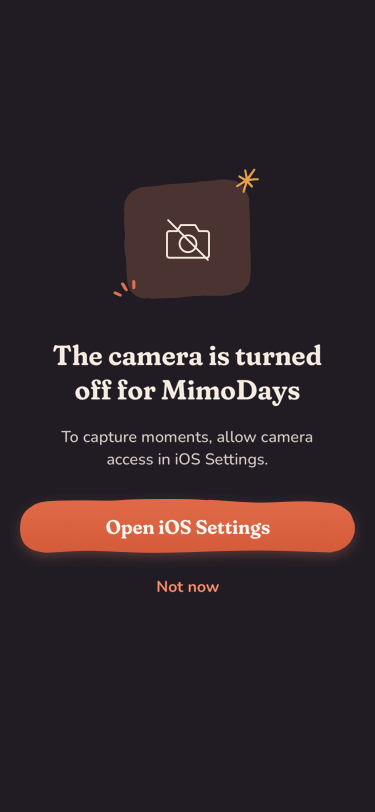 The camera is turned
off for MimoDays
To capture moments, allow camera
access in iOS Settings.
Open iOS Settings
Not now